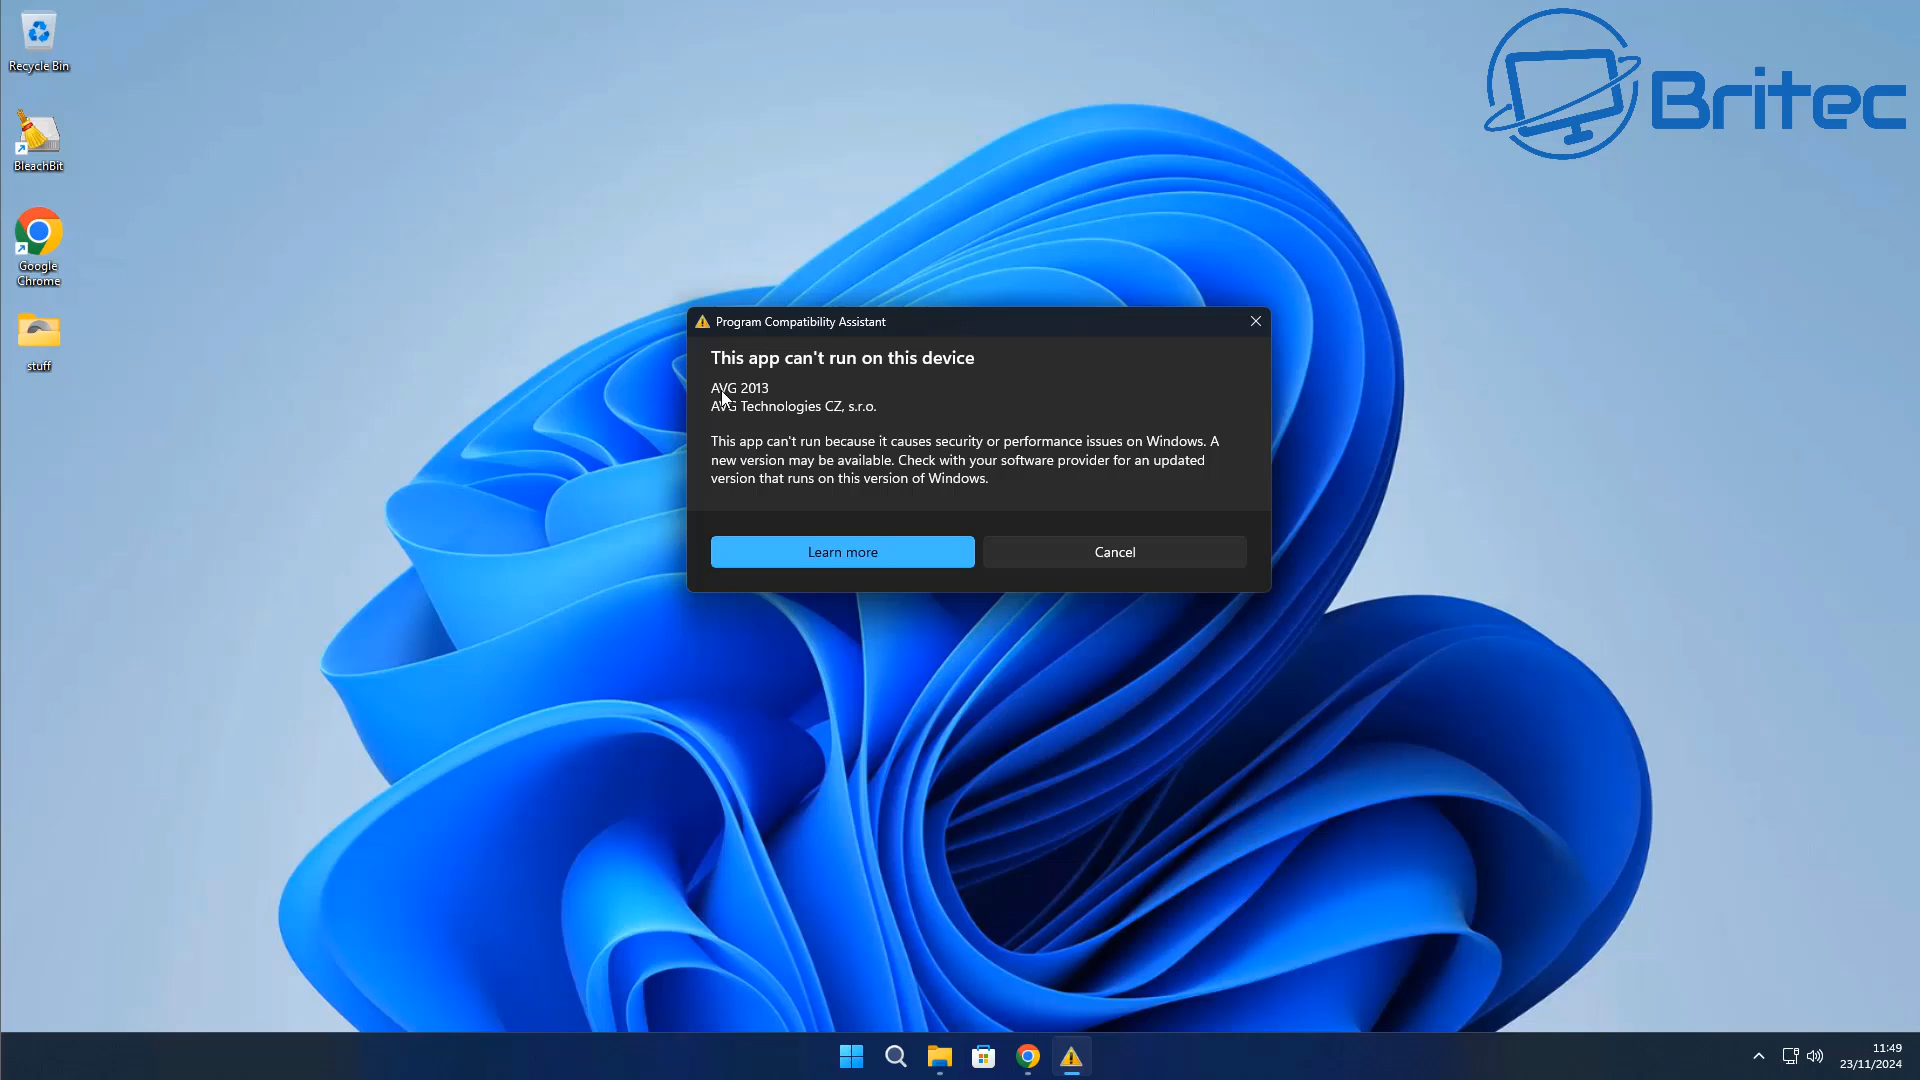 Recycle Bin
BleachBit
Google
Chrome
stuff
Britec
Program Compatibility Assistant
This app can't run on this device
AVG 2013
AVG Technologies CZ, s.r.o.
This app can't run because it causes security or performance issues on Windows. A
new version may be available. Check with your software provider for an updated
version that runs on this version of Windows.
Learn more
Cancel
11:49
23/11/2024